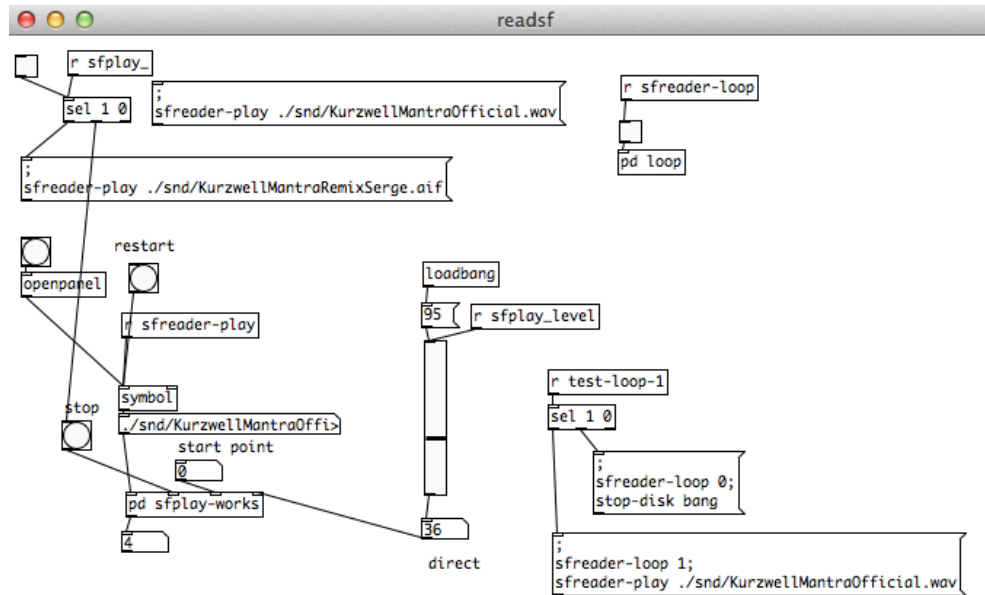 readsf
r sfplay_
sel 1 0
;
sfreader-play ./snd/KurzwellMantraOfficial.wav
r sfreader-loop
pd loop
;
sfreader-play ./snd/KurzwellMantraRemixSerge.aif
restart
openpanel
loadbang
r sfreader-play
95
r sfplay_level
symbol
./snd/KurzwellMantraOffi>
stop
start point
0
pd sfplay-works
4
36
direct
r test-loop-1
sel 1 0
;
sfreader-loop 0;
stop-disk bang
;
sfreader-loop 1;
sfreader-play ./snd/KurzwellMantraOfficial.wav